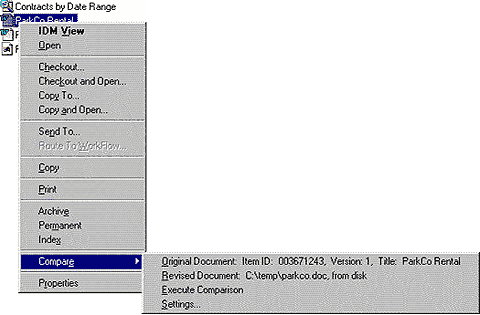 Contracts by Date Range
ParkCo Rental
IDM View
Open
Checkout...
Checkout and Open...
Copy To...
Copy and Open...
Send To...
Route To WorkFlow...
Copy
Print
Archive
Permanent
Index
Compare
Properties
Original Document: Item ID: 003671243, Version: 1, Title: ParkCo Rental
Revised Document: C:\temp\parkco.doc, from disk
Execute Comparison
Settings...